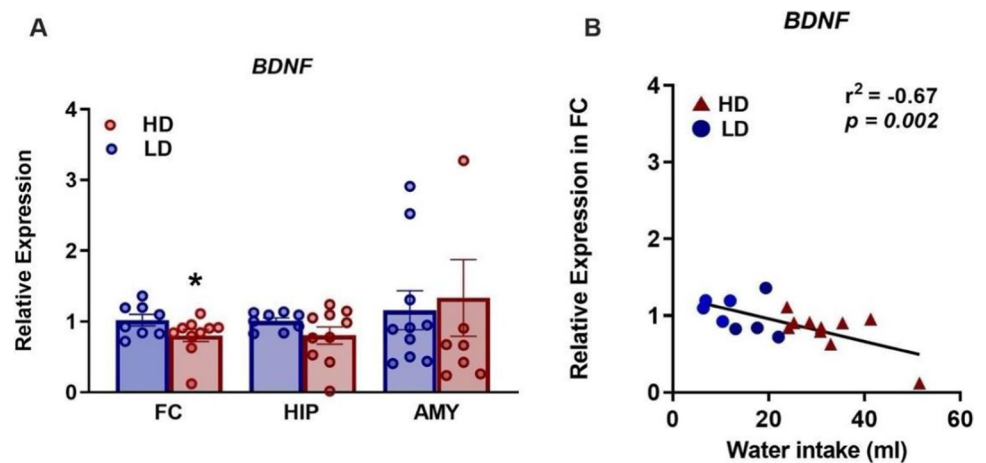 A
BDNF
Relative Expression
4
3
2
1
0
HD
LD
*
FC
HIP
AMY
B
BDNF
Relative Expression in FC
4
3
2
1
0
HD
LD
r² = -0.67
p = 0.002
0
20
40
60
Water intake (ml)